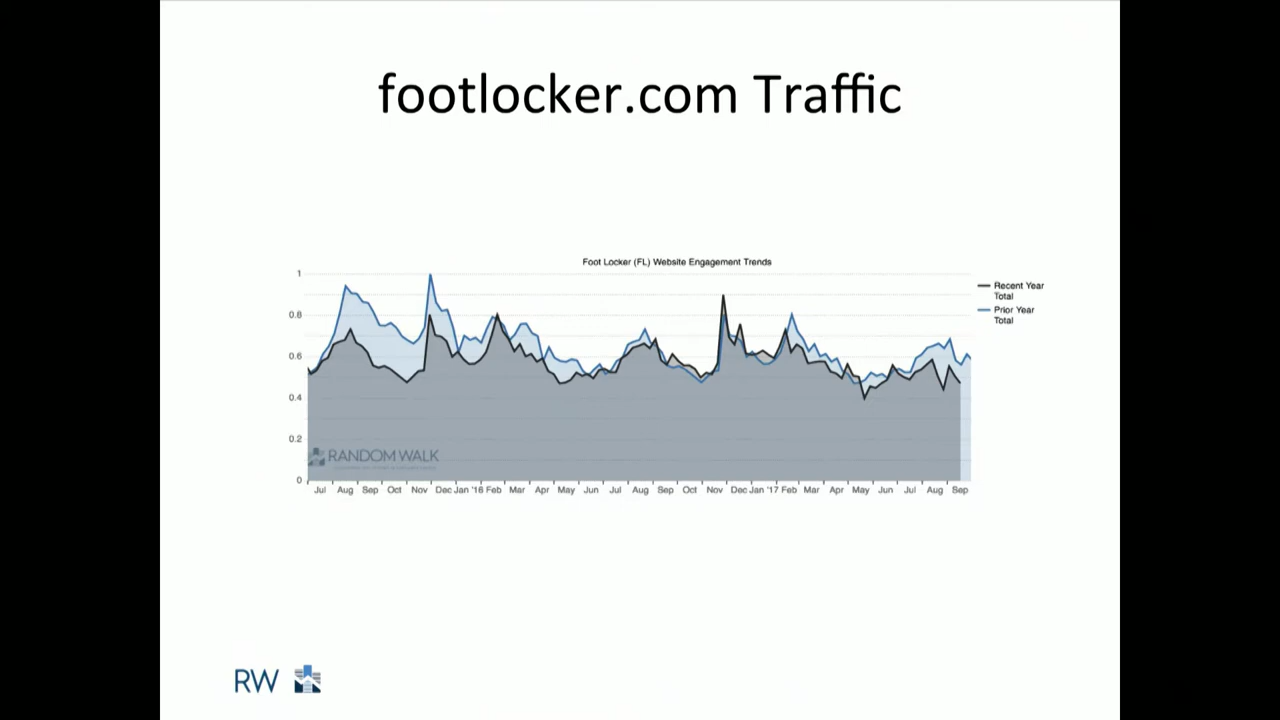 footlocker.com Traffic
Foot Locker (FL) Website Engagement Trends
1
0.8
0.6
0.4
0.2
0
Recent Year
Total
Prior Year
Total
RANDOM WALK
Jul Aug Sep Oct Nov Dec Jan '16 Feb Mar Apr May Jun Jul Aug Sep Oct Nov Dec Jan '17 Feb Mar Apr May Jun Jul Aug Sep
RW